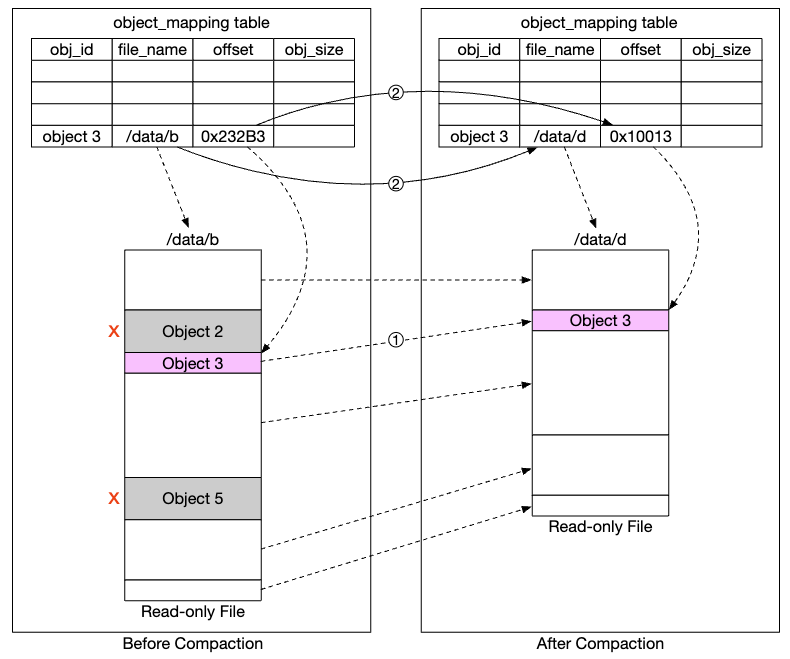 object_mapping table
obj_id file_name offset obj_size
object 3 /data/b 0x232B3
/data/b
X Object 2
Object 3
X Object 5
Read-only File
Before Compaction
②
②
①
object_mapping table
obj_id file_name offset obj_size
object 3 /data/d 0x10013
/data/d
Object 3
Read-only File
After Compaction